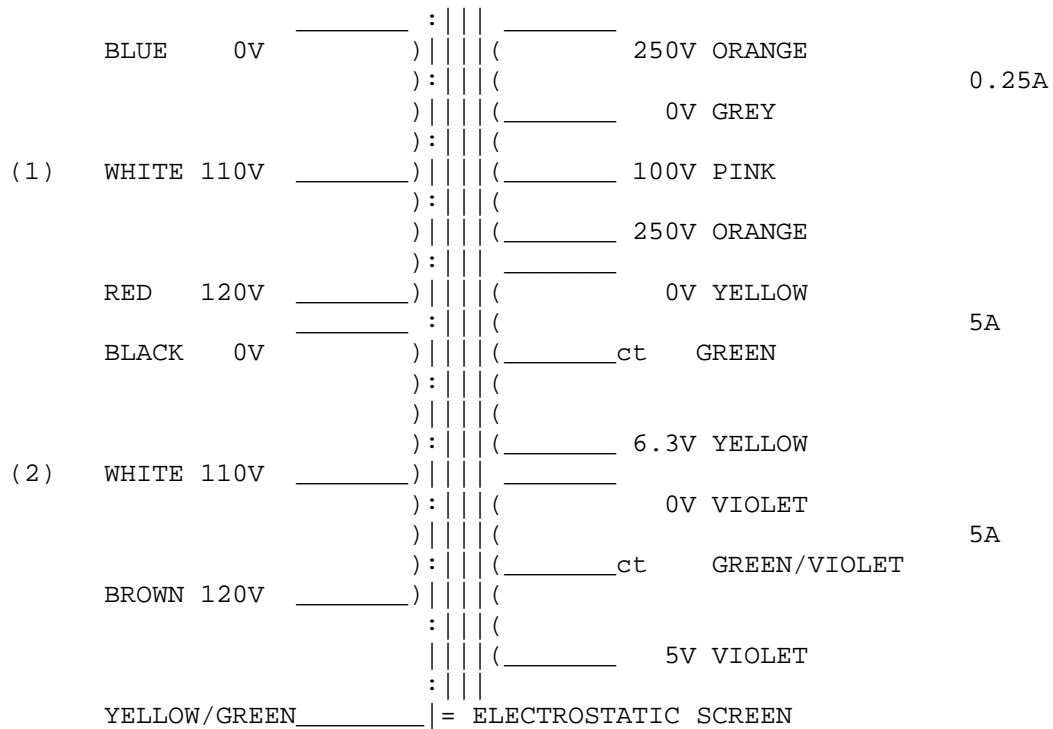 BLUE 0V 250V ORANGE
0.25A
0V GREY
(1) WHITE 110V 100V PINK
250V ORANGE
RED 120V 0V YELLOW
5A
BLACK 0V ct GREEN
6.3V YELLOW
(2) WHITE 110V
0V VIOLET
5A
ct GREEN/VIOLET
BROWN 120V
5V VIOLET
YELLOW/GREEN = ELECTROSTATIC SCREEN